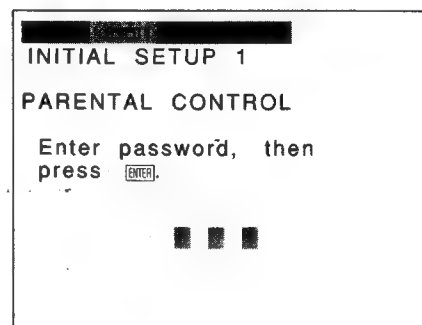 INITIAL SETUP 1
PARENTAL CONTROL
Enter password, then
press ENTER.